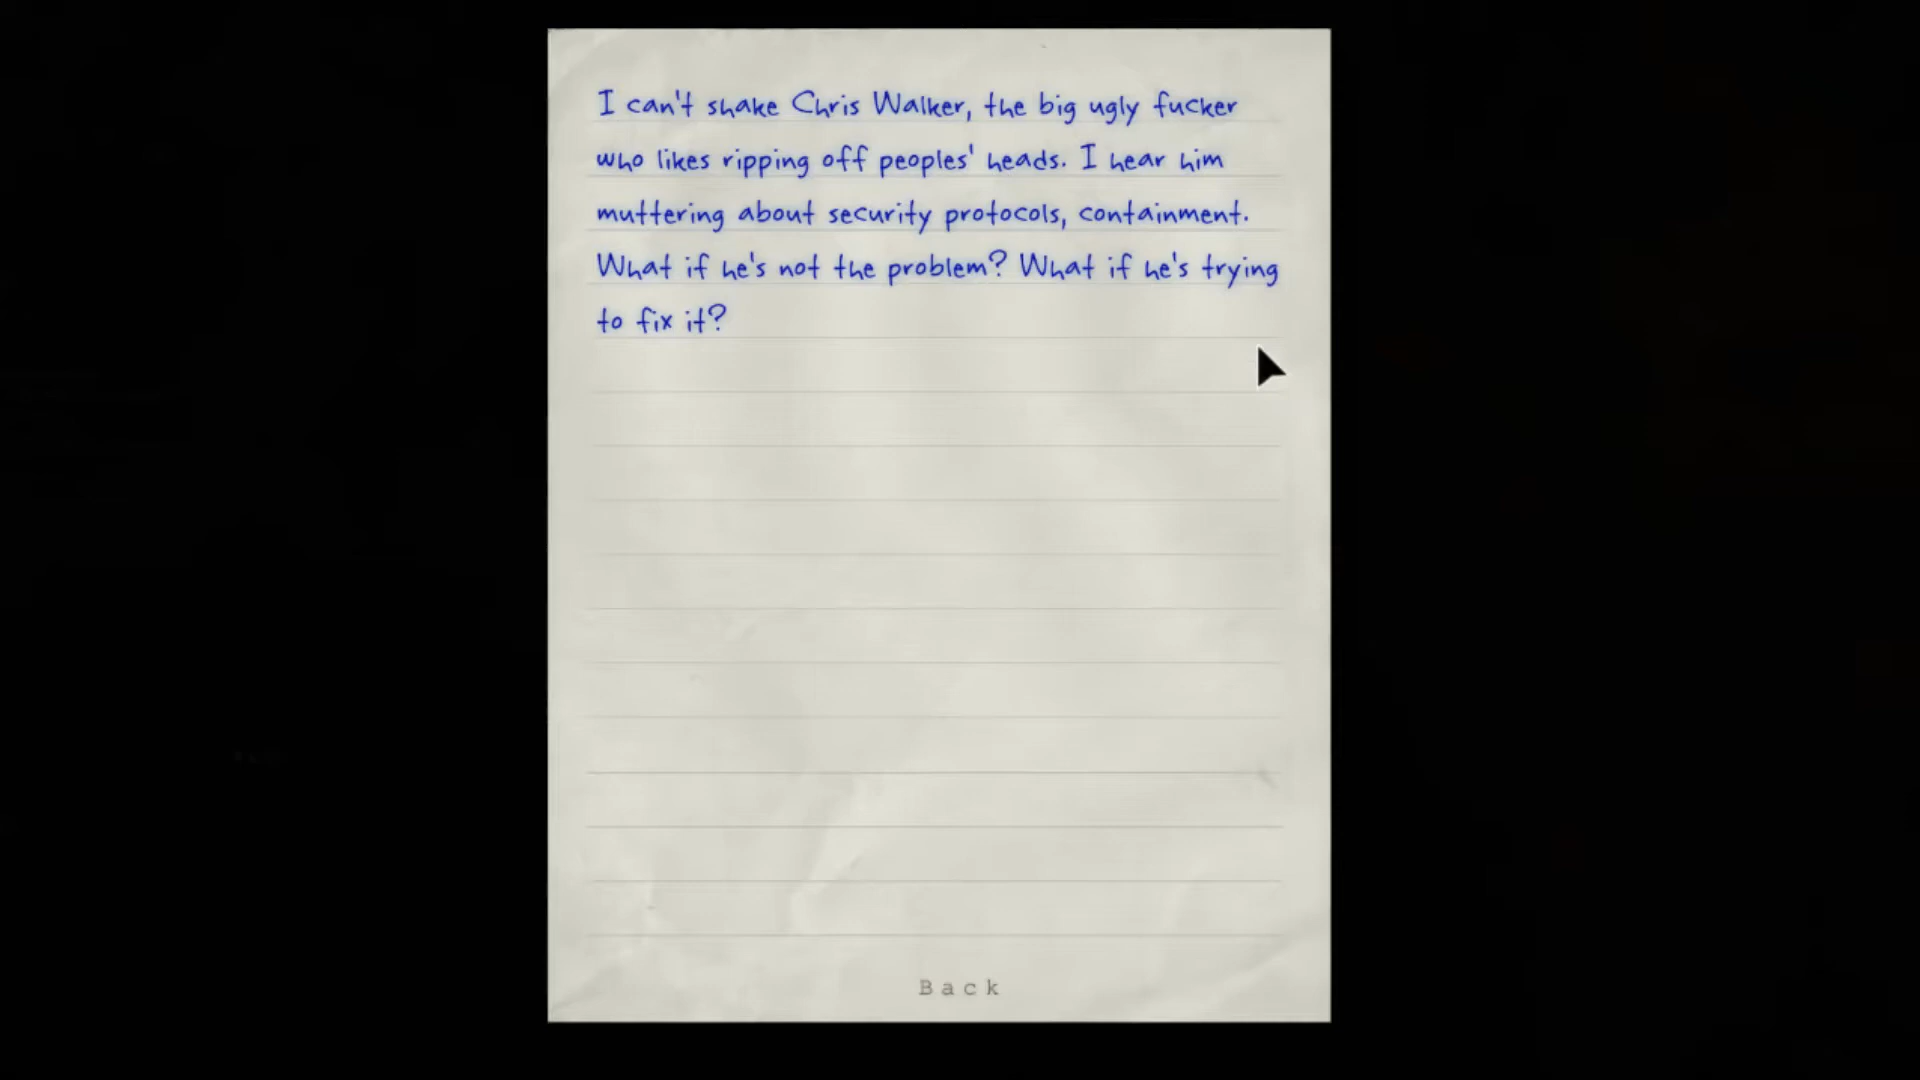 I can't shake Chris Walker, the big ugly fucker
who likes ripping off peoples' heads. I hear him
muttering about security protocols, containment.
What if he's not the problem? What if he's trying
to fix it?
Back